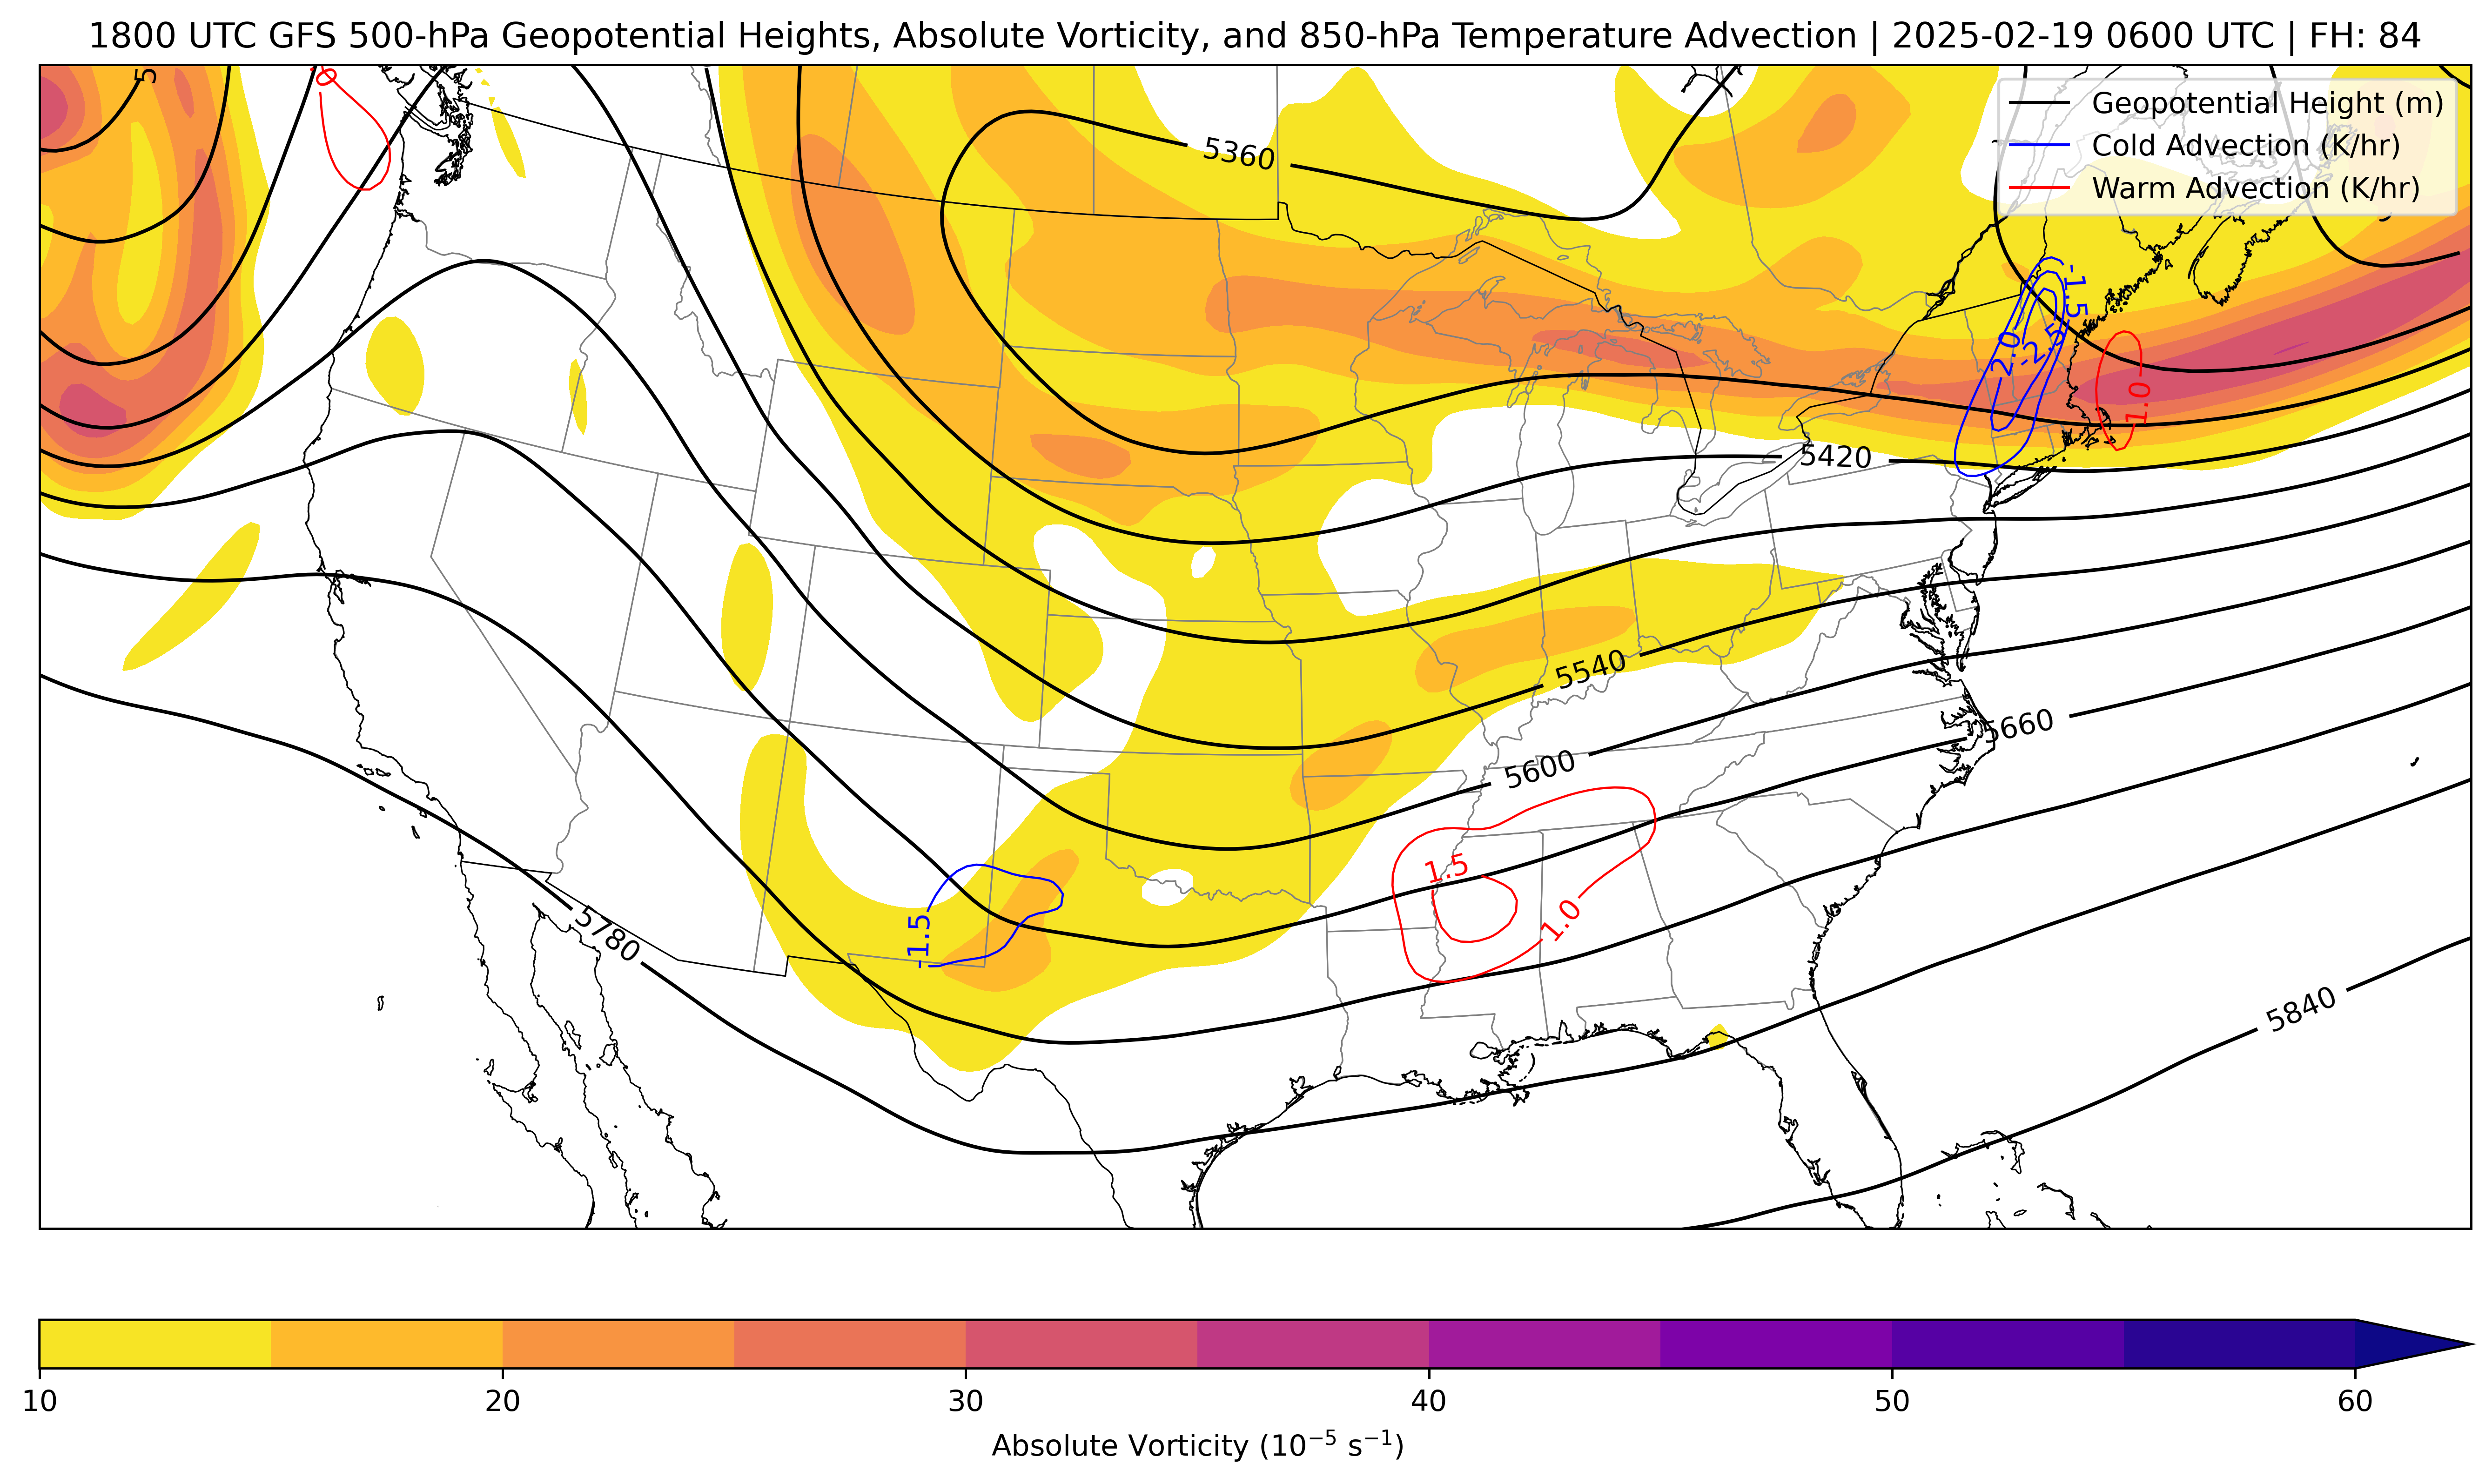 1800 UTC GFS 500-hPa Geopotential Heights, Absolute Vorticity, and 850-hPa Temperature Advection | 2025-02-19 0600 UTC | FH: 84
Geopotential Height (m)
Cold Advection (K/hr)
Warm Advection (K/hr)
5360
-1.5
-2.0
-2.5
1.0
5420
5540
5660
5600
1.5
1.0
-1.5
5780
5840
10 20 30 40 50 60
Absolute Vorticity (10⁻⁵ s⁻¹)